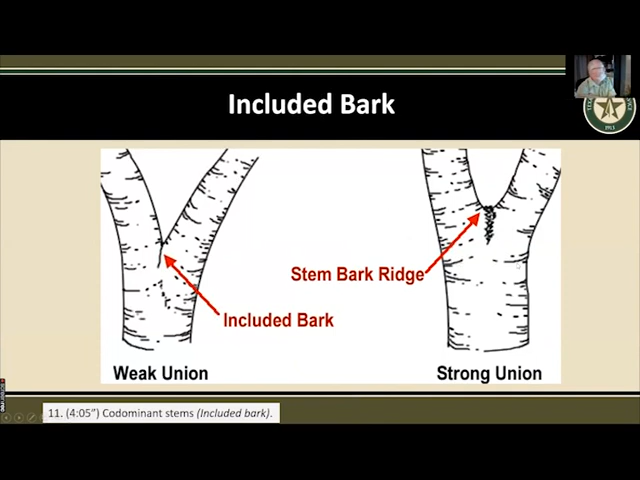 Included Bark
Stem Bark Ridge
Included Bark
Weak Union
Strong Union
11. (4:05”) Codominant stems (Included bark).